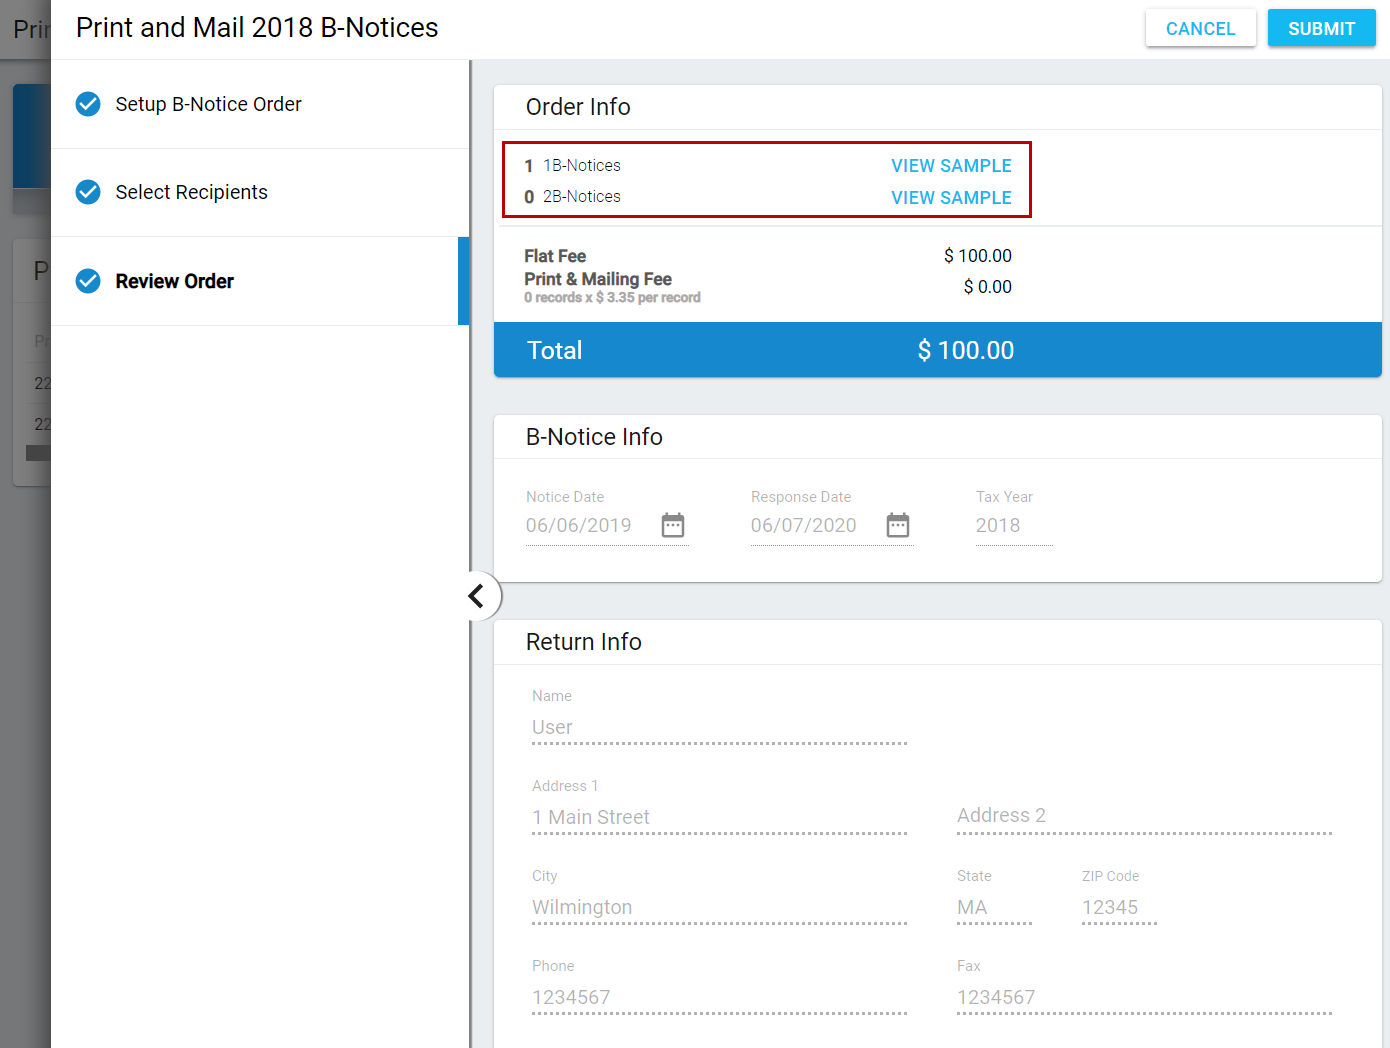 Print and Mail 2018 B-Notices
CANCEL
SUBMIT
Setup B-Notice Order
Select Recipients
Review Order
Order Info
1 1B-Notices VIEW SAMPLE
0 2B-Notices VIEW SAMPLE
Flat Fee $ 100.00
Print & Mailing Fee $ 0.00
0 records x $ 3.35 per record
Total $ 100.00
B-Notice Info
Notice Date Response Date Tax Year
06/06/2019 06/07/2020 2018
Return Info
Name
User
Address 1
1 Main Street Address 2
City State ZIP Code
Wilmington MA 12345
Phone Fax
1234567 1234567